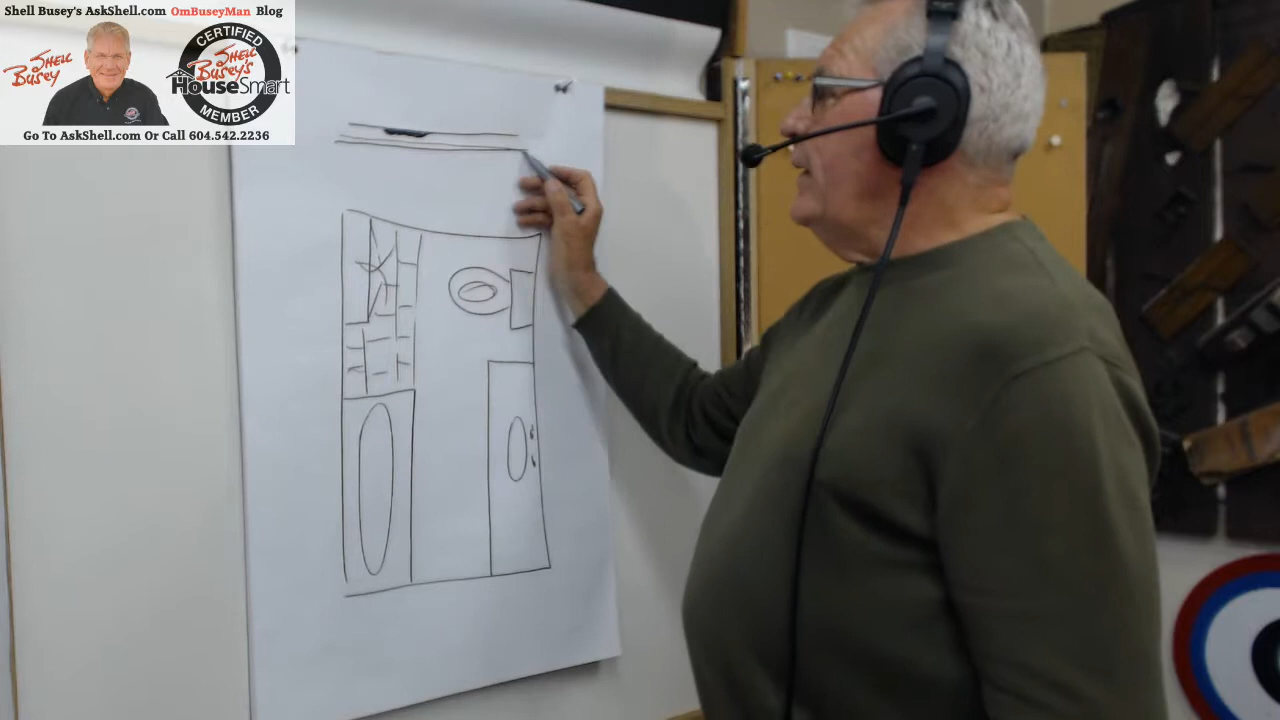 Shell Busey's AskShell.com OmBuseyMan Blog
SHELL
BUSEY
CERTIFIED
SHELL
BUSEY'S
HOUSESmart
MEMBER
Go To AskShell.com Or Call 604.542.2236